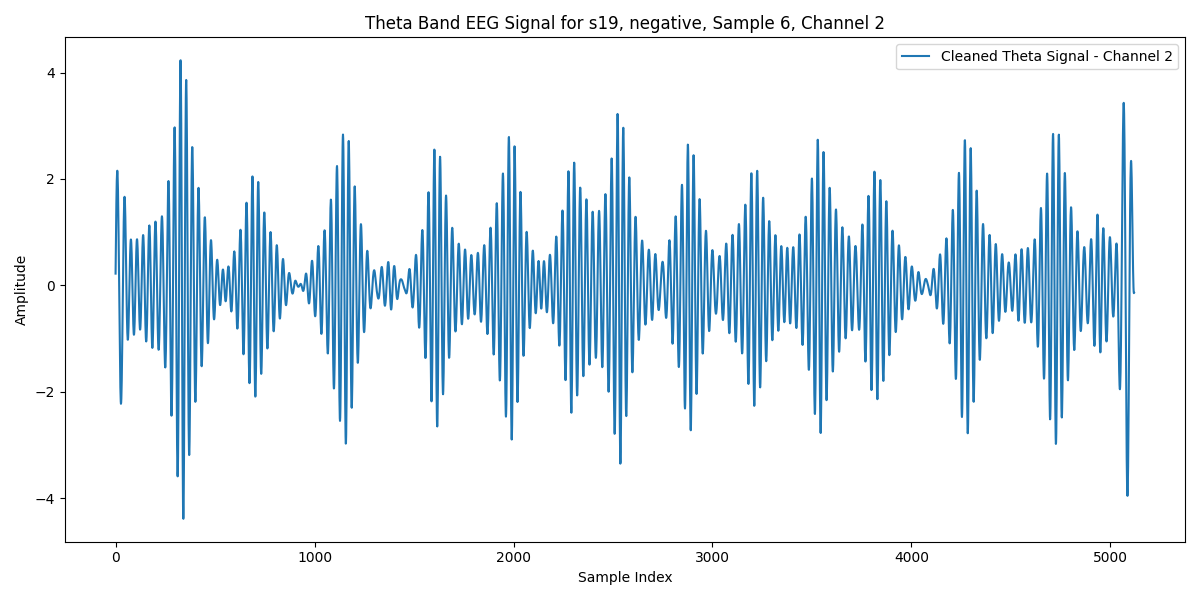 Theta Band EEG Signal for s19, negative, Sample 6, Channel 2
Cleaned Theta Signal - Channel 2
Amplitude
4
2
0
−2
−4
0 1000 2000 3000 4000 5000
Sample Index